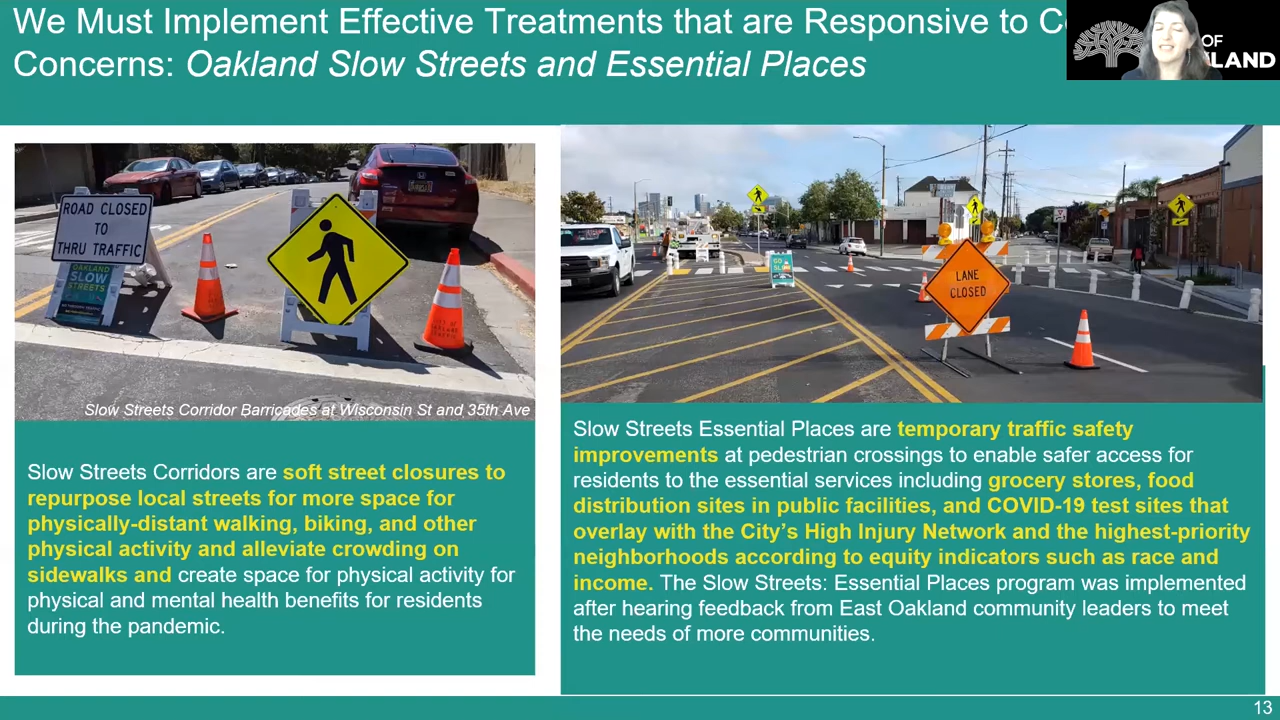 We Must Implement Effective Treatments that are Responsive to
Concerns: Oakland Slow Streets and Essential Places
OF
LAND
ROAD CLOSED
TO
THRU TRAFFIC
OAKLAND
SLOW
STREETS
Slow Streets Corridor Barricades at Wisconsin St and 35th Ave
GO
SLOW
LANE
CLOSED
Slow Streets Corridors are soft street closures to
repurpose local streets for more space for
physically-distant walking, biking, and other
physical activity and alleviate crowding on
sidewalks and create space for physical activity for
physical and mental health benefits for residents
during the pandemic.
Slow Streets Essential Places are temporary traffic safety
improvements at pedestrian crossings to enable safer access for
residents to the essential services including grocery stores, food
distribution sites in public facilities, and COVID-19 test sites that
overlay with the City’s High Injury Network and the highest-priority
neighborhoods according to equity indicators such as race and
income. The Slow Streets: Essential Places program was implemented
after hearing feedback from East Oakland community leaders to meet
the needs of more communities.
13